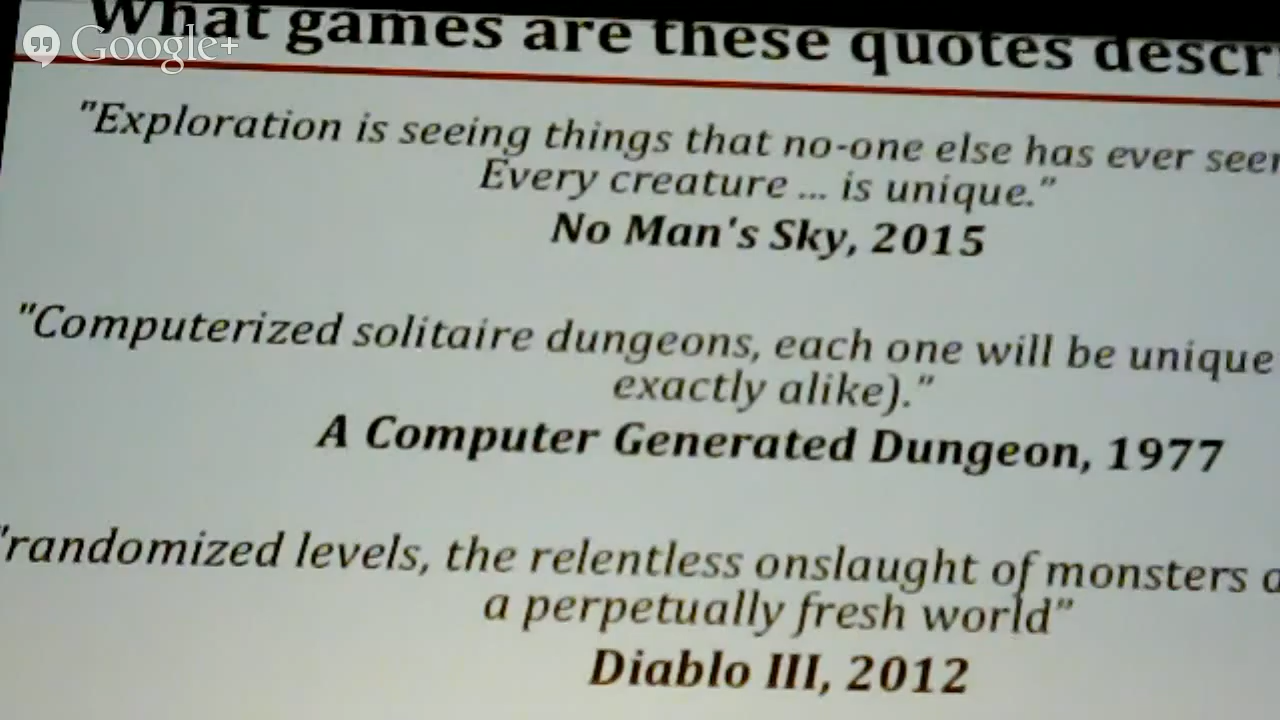 What games are these quotes descr
Google+
"Exploration is seeing things that no-one else has ever seen
Every creature ... is unique."
No Man's Sky, 2015
"Computerized solitaire dungeons, each one will be unique
exactly alike)."
A Computer Generated Dungeon, 1977
"randomized levels, the relentless onslaught of monsters
a perpetually fresh world"
Diablo III, 2012